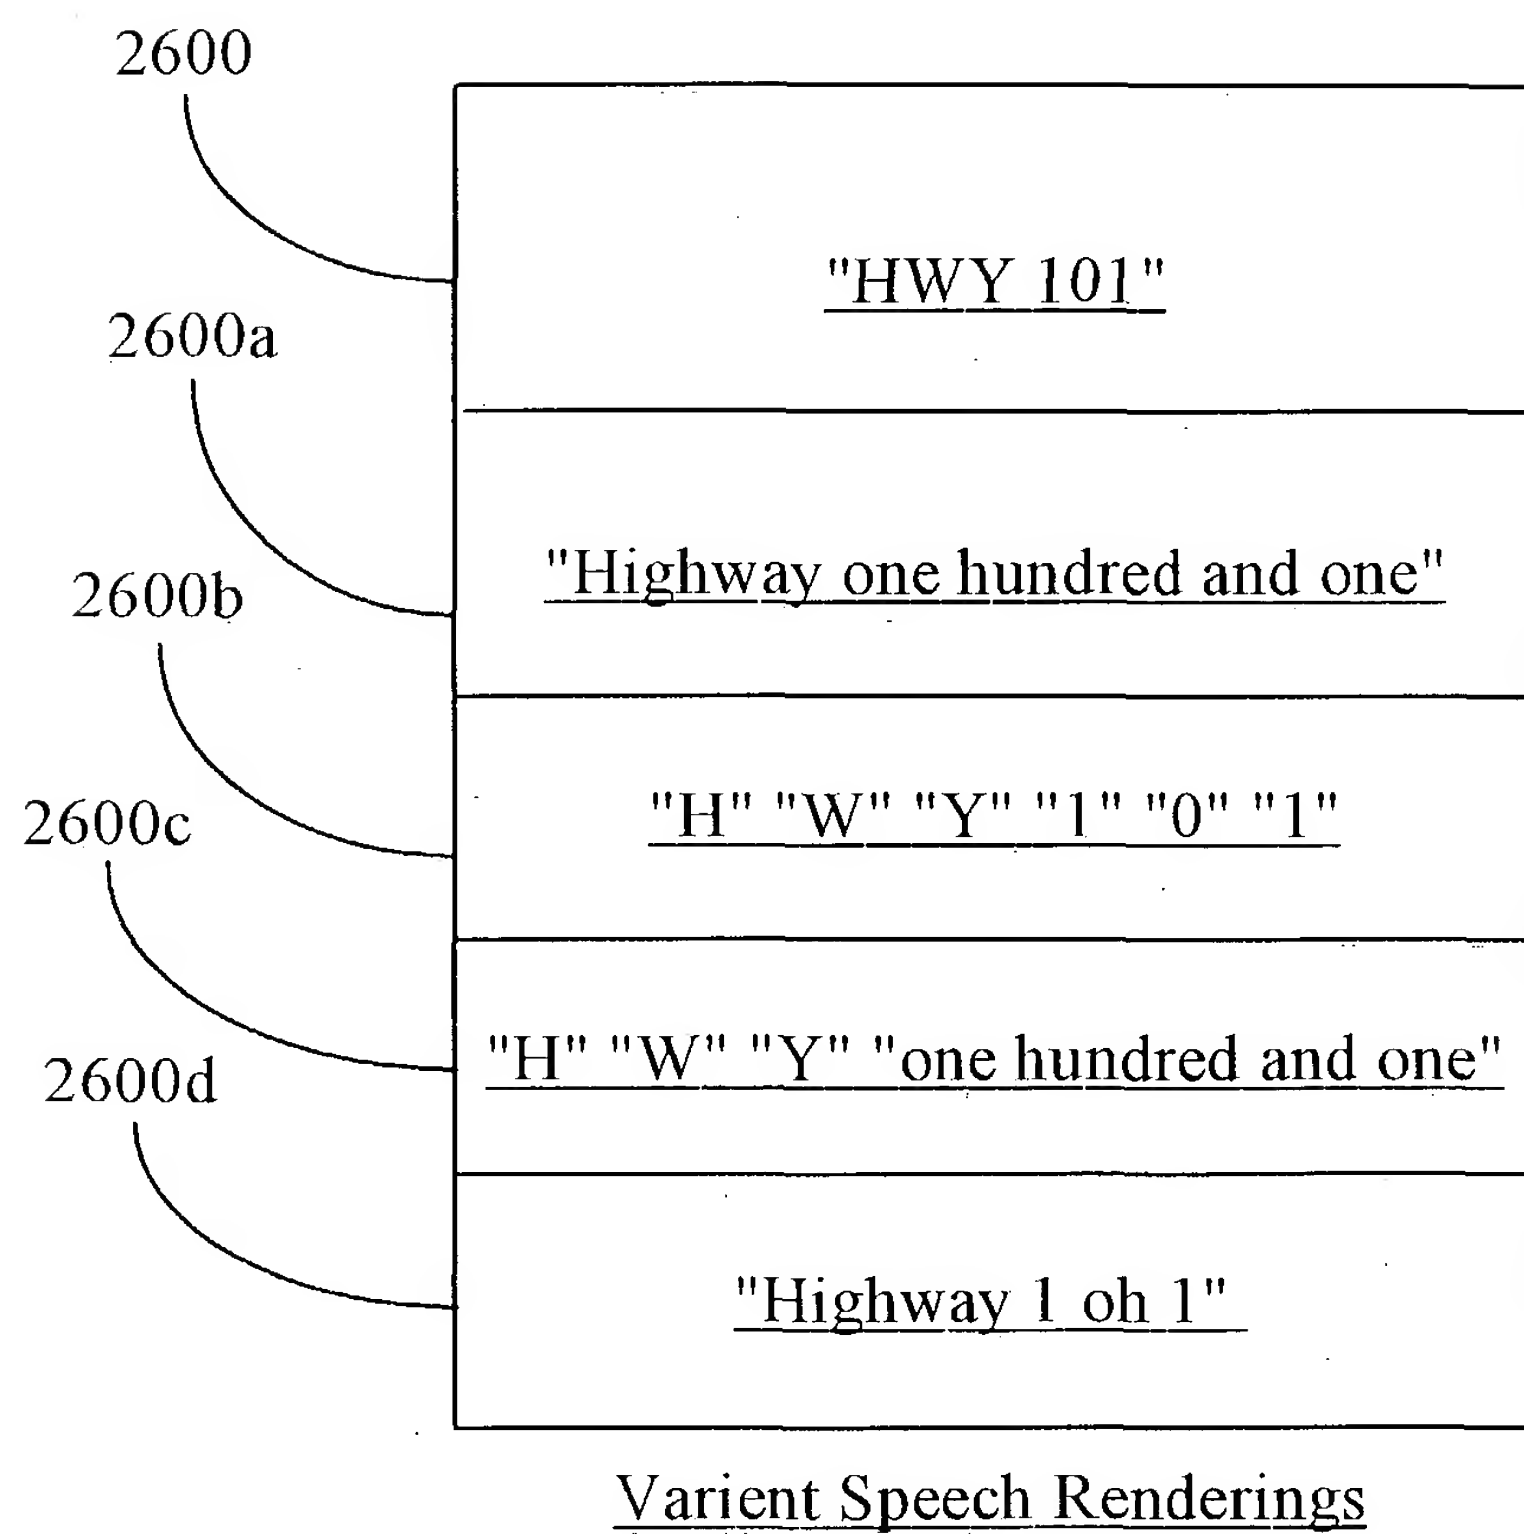 2600
"HWY 101"
2600a
"Highway one hundred and one"
2600b
"H" "W" "Y" "1" "0" "1"
2600c
"H" "W" "Y" "one hundred and one"
2600d
"Highway 1 oh 1"
Varient Speech Renderings